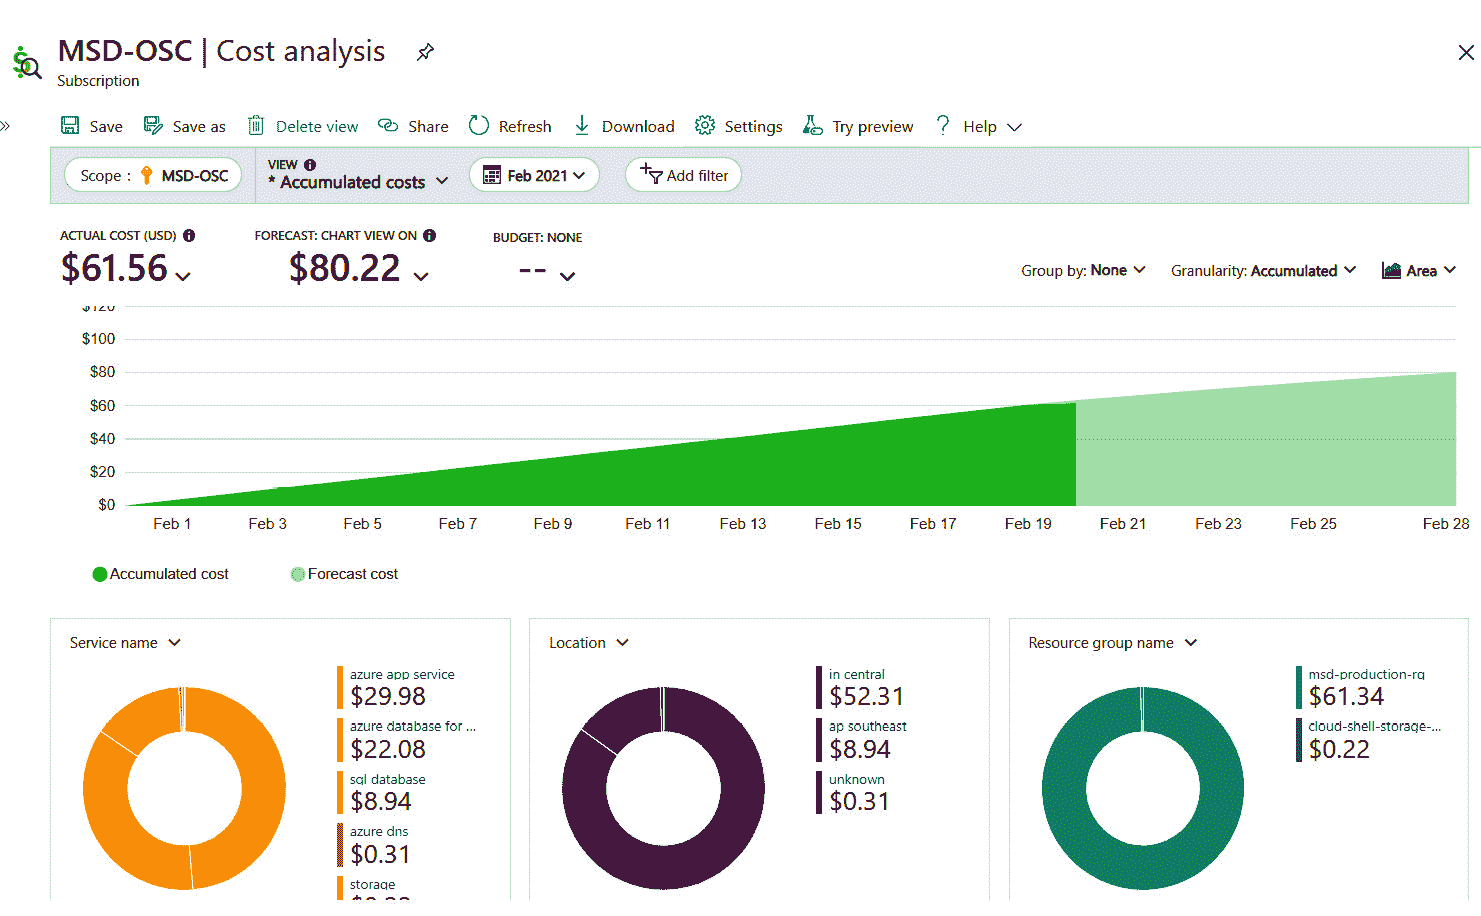 MSD-OSC | Cost analysis
Subscription
Save Save as Delete view Share Refresh Download Settings Try preview ? Help
Scope : MSD-OSC
VIEW
* Accumulated costs
Feb 2021
Add filter
ACTUAL COST (USD)
$61.56
FORECAST: CHART VIEW ON
$80.22
BUDGET: NONE
--
Group by: None Granularity: Accumulated Area
$120
$100
$80
$60
$40
$20
$0
Feb 1 Feb 3 Feb 5 Feb 7 Feb 9 Feb 11 Feb 13 Feb 15 Feb 17 Feb 19 Feb 21 Feb 23 Feb 25 Feb 28
Accumulated cost Forecast cost
Service name
azure app service
$29.98
azure database for ...
$22.08
sql database
$8.94
azure dns
$0.31
storage
Location
in central
$52.31
ap southeast
$8.94
unknown
$0.31
Resource group name
msd-production-rg
$61.34
cloud-shell-storage-...
$0.22